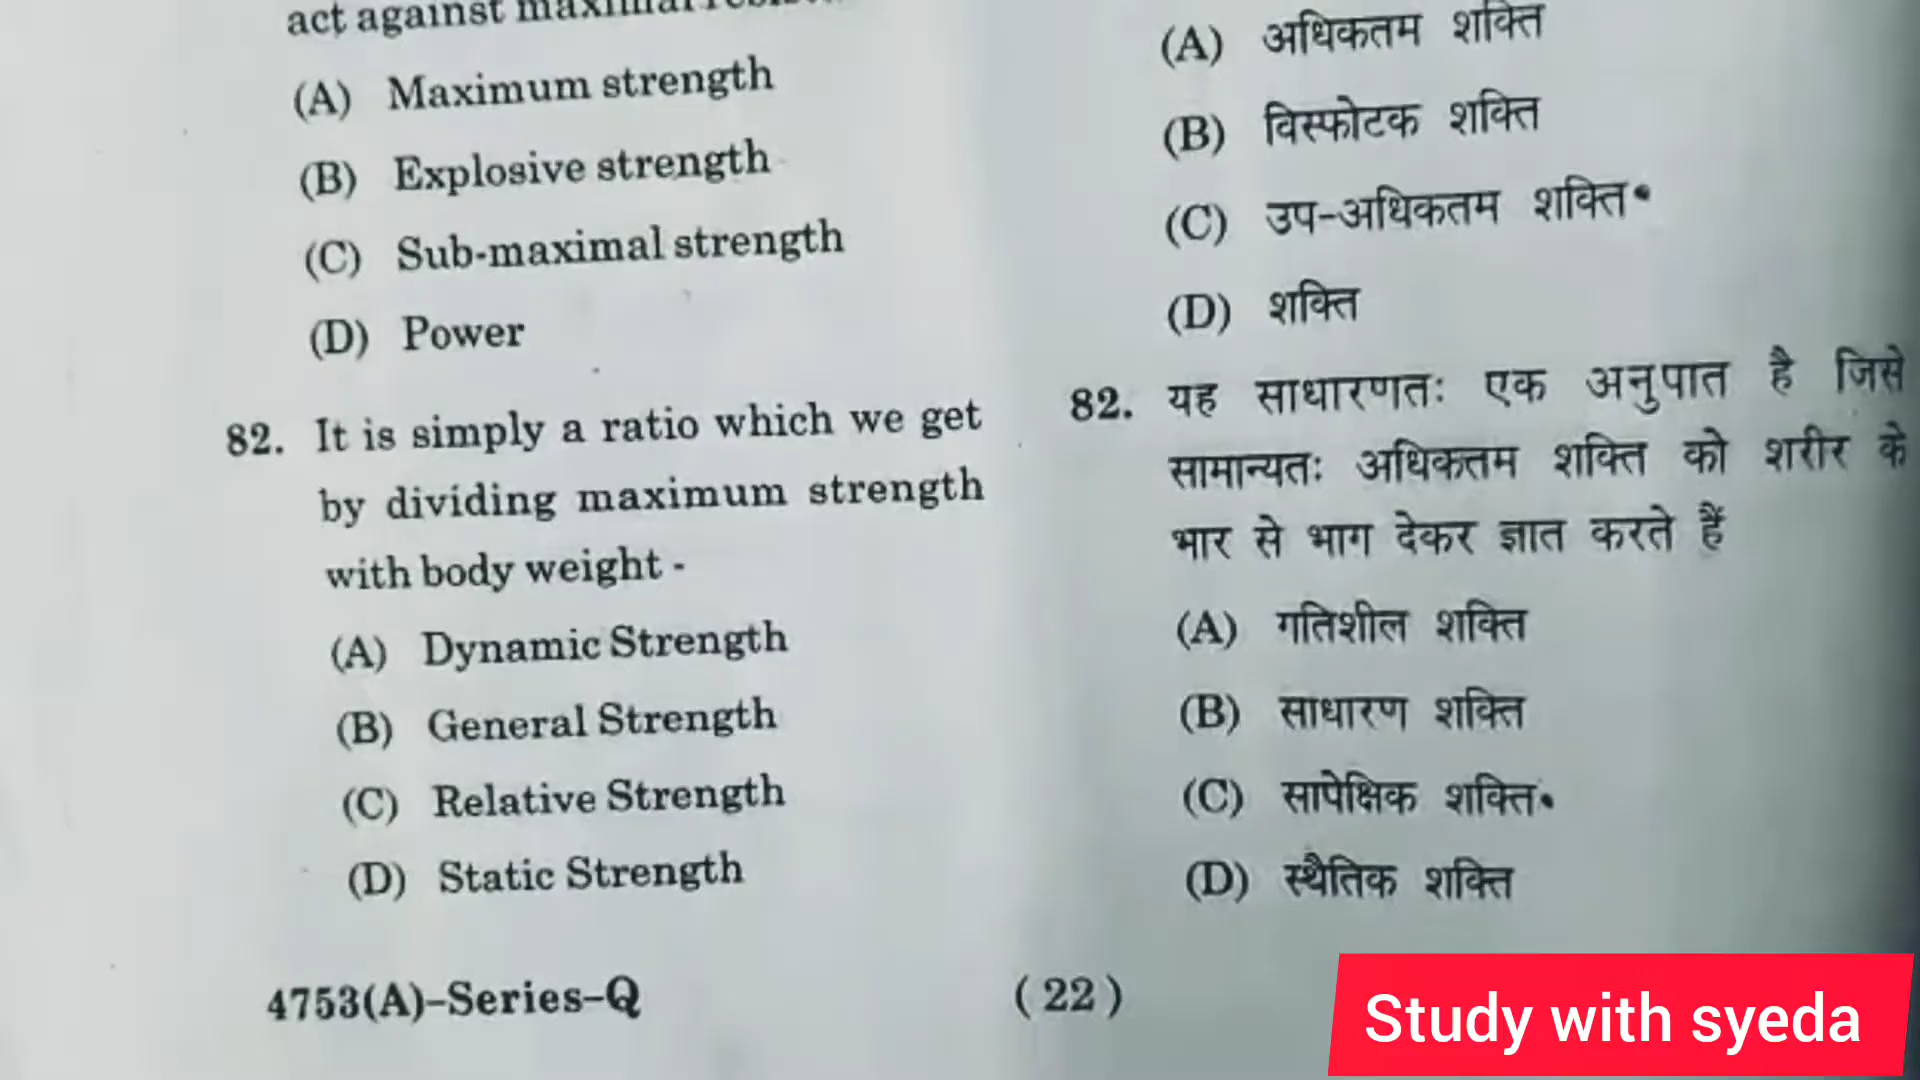 act against maximal
(A) Maximum strength
(B) Explosive strength
(C) Sub-maximal strength
(D) Power
82. It is simply a ratio which we get
by dividing maximum strength
with body weight -
(A) Dynamic Strength
(B) General Strength
(C) Relative Strength
(D) Static Strength
(A) अधिकतम शक्ति
(B) विस्फोटक शक्ति
(C) उप-अधिकतम शक्ति
(D) शक्ति
82. यह साधारणतः एक अनुपात है जिसे
सामान्यतः अधिकतम शक्ति को शरीर के
भार से भाग देकर ज्ञात करते हैं
(A) गतिशील शक्ति
(B) साधारण शक्ति
(C) सापेक्षिक शक्ति
(D) स्थैतिक शक्ति
4753(A)-Series-Q
( 22 )
Study with syeda